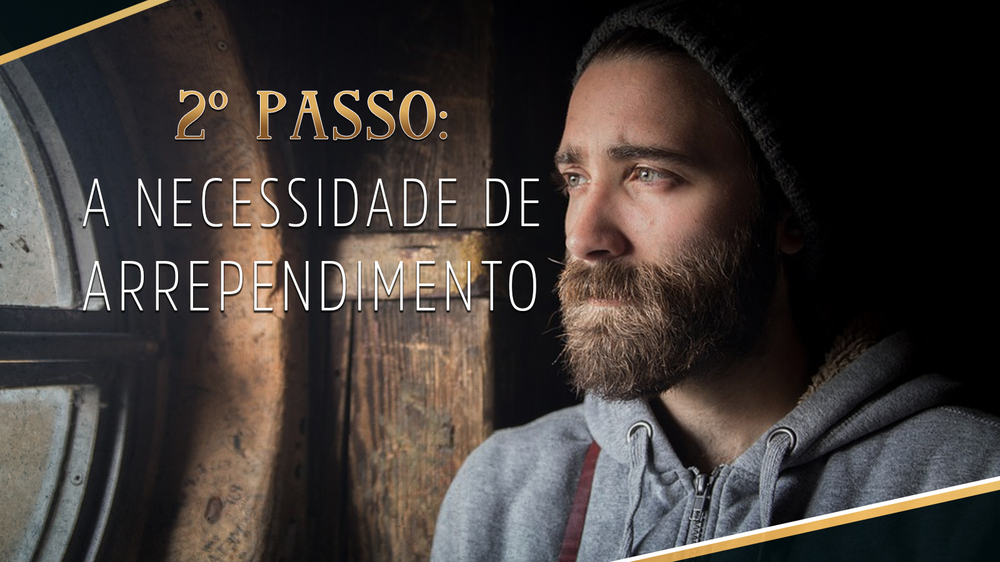 2º PASSO:
A NECESSIDADE DE
ARREPENDIMENTO